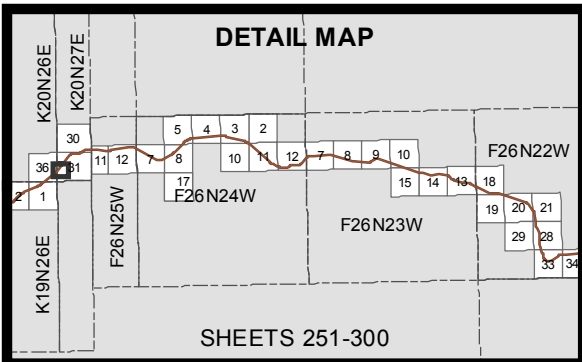 DETAIL MAP
K20N26E
K20N27E
5 4 3 2
30
36 31 11 12 7 8 10 11 12 7 8 9 10
F26N22W
2 1
17
F26N24W
15 14 13 18
19 20 21
F26N25W
F26N23W
29 28
K19N26E
33 34
SHEETS 251-300